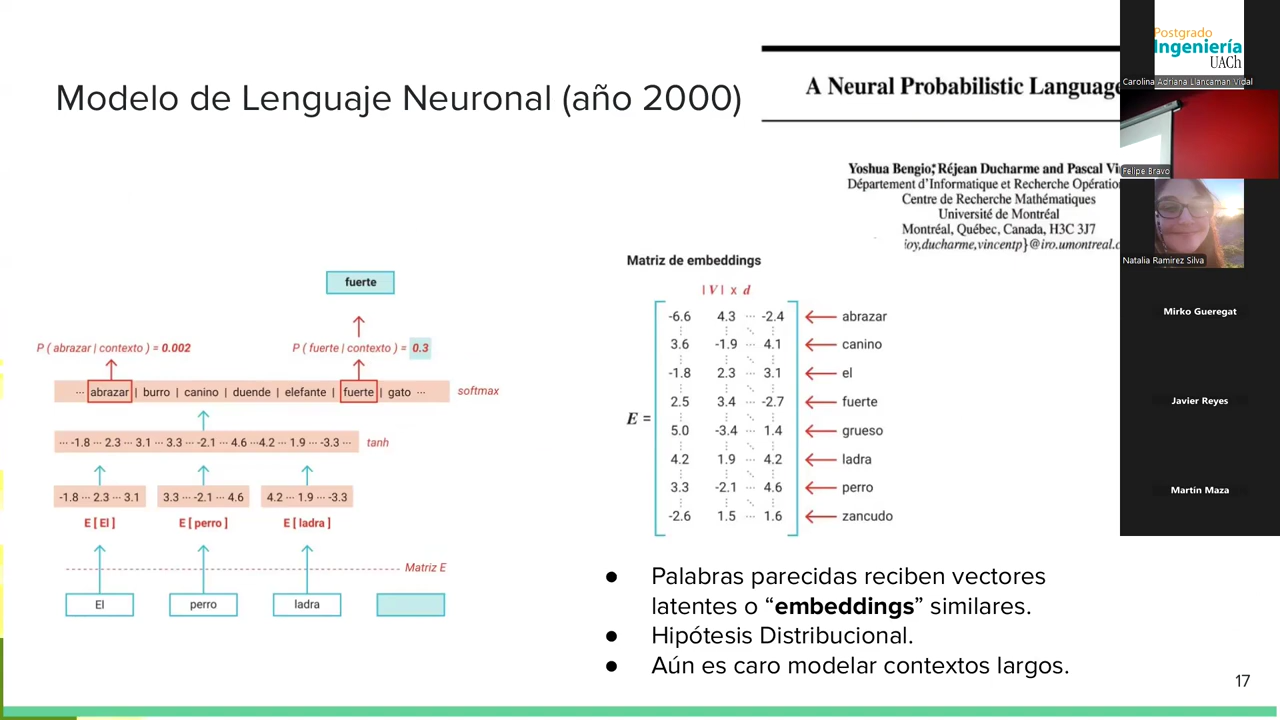 Modelo de Lenguaje Neuronal (año 2000)
A Neural Probabilistic Language
Yoshua Bengio*, Réjean Ducharme and Pascal
Département d'Informatique et Recherche
Centre de Recherche Mathématiques
Université de Montréal
Montréal, Québec, Canada, H3C 3J7
ducharme,vincentp}@iro.umontreal.c
fuerte
P ( abrazar | contexto ) = 0.002
P ( fuerte | contexto ) = 0.3
··· abrazar | burro | canino | duende | elefante | fuerte | gato ··· softmax
··· -1.8 ··· 2.3 ··· 3.1 ··· 3.3 ··· -2.1 ··· 4.6 ···4.2 ··· 1.9 ··· -3.3 ··· tanh
-1.8 ··· 2.3 ··· 3.1
3.3 ··· -2.1 ··· 4.6
4.2 ··· 1.9 ··· -3.3
E [ El ]
E [ perro ]
E [ ladra ]
Matriz E
El
perro
ladra
Matriz de embeddings
| V | x d
E =
-6.6 4.3 ··· -2.4 abrazar
3.6 -1.9 ··· 4.1 canino
-1.8 2.3 ··· 3.1 el
2.5 3.4 ··· -2.7 fuerte
5.0 -3.4 ··· 1.4 grueso
4.2 1.9 ··· 4.2 ladra
3.3 -2.1 ··· 4.6 perro
-2.6 1.5 ··· 1.6 zancudo
● Palabras parecidas reciben vectores
latentes o “embeddings” similares.
● Hipótesis Distribucional.
● Aún es caro modelar contextos largos.
17
Postgrado
Ingeniería
UACh
Carolina Adriana Llancaman Vidal
Felipe Bravo
Natalia Ramírez Silva
Mirko Gueregat
Javier Reyes
Martín Maza